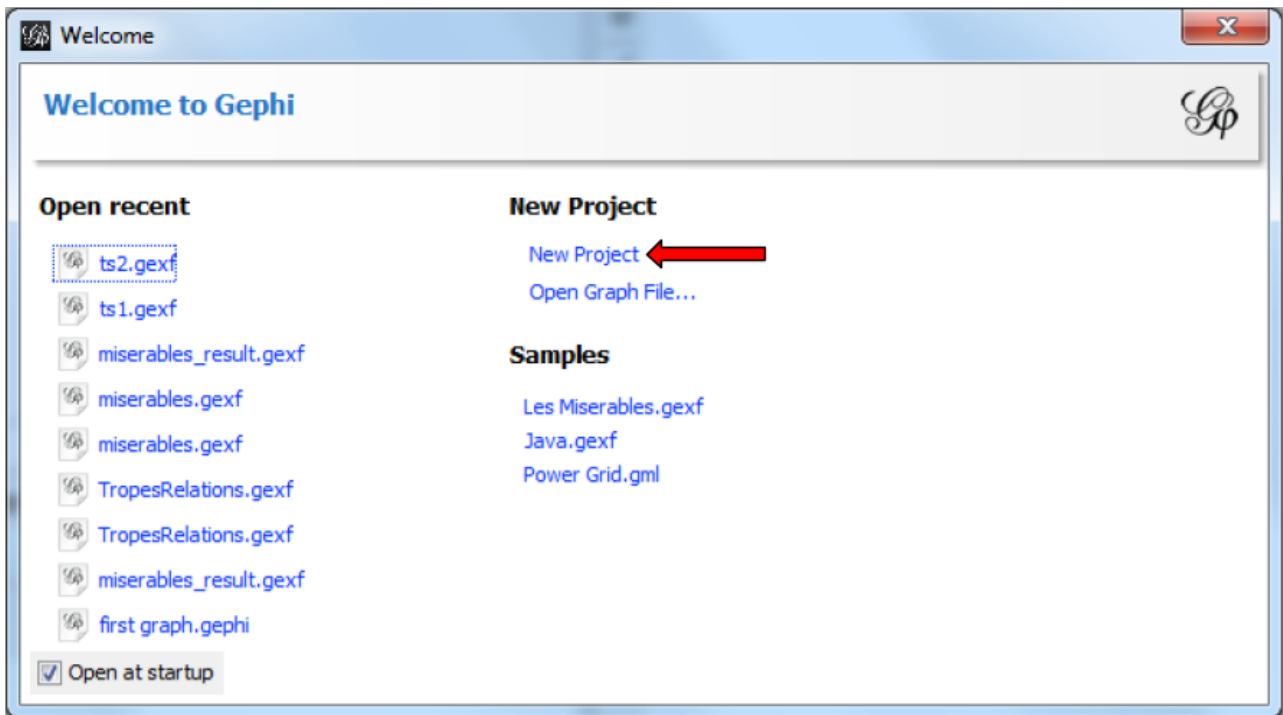 Welcome
Welcome to Gephi
Open recent
ts2.gexf
ts1.gexf
miserables_result.gexf
miserables.gexf
miserables.gexf
TropesRelations.gexf
TropesRelations.gexf
miserables_result.gexf
first graph.gephi
Open at startup
New Project
New Project
Open Graph File...
Samples
Les Miserables.gexf
Java.gexf
Power Grid.gml